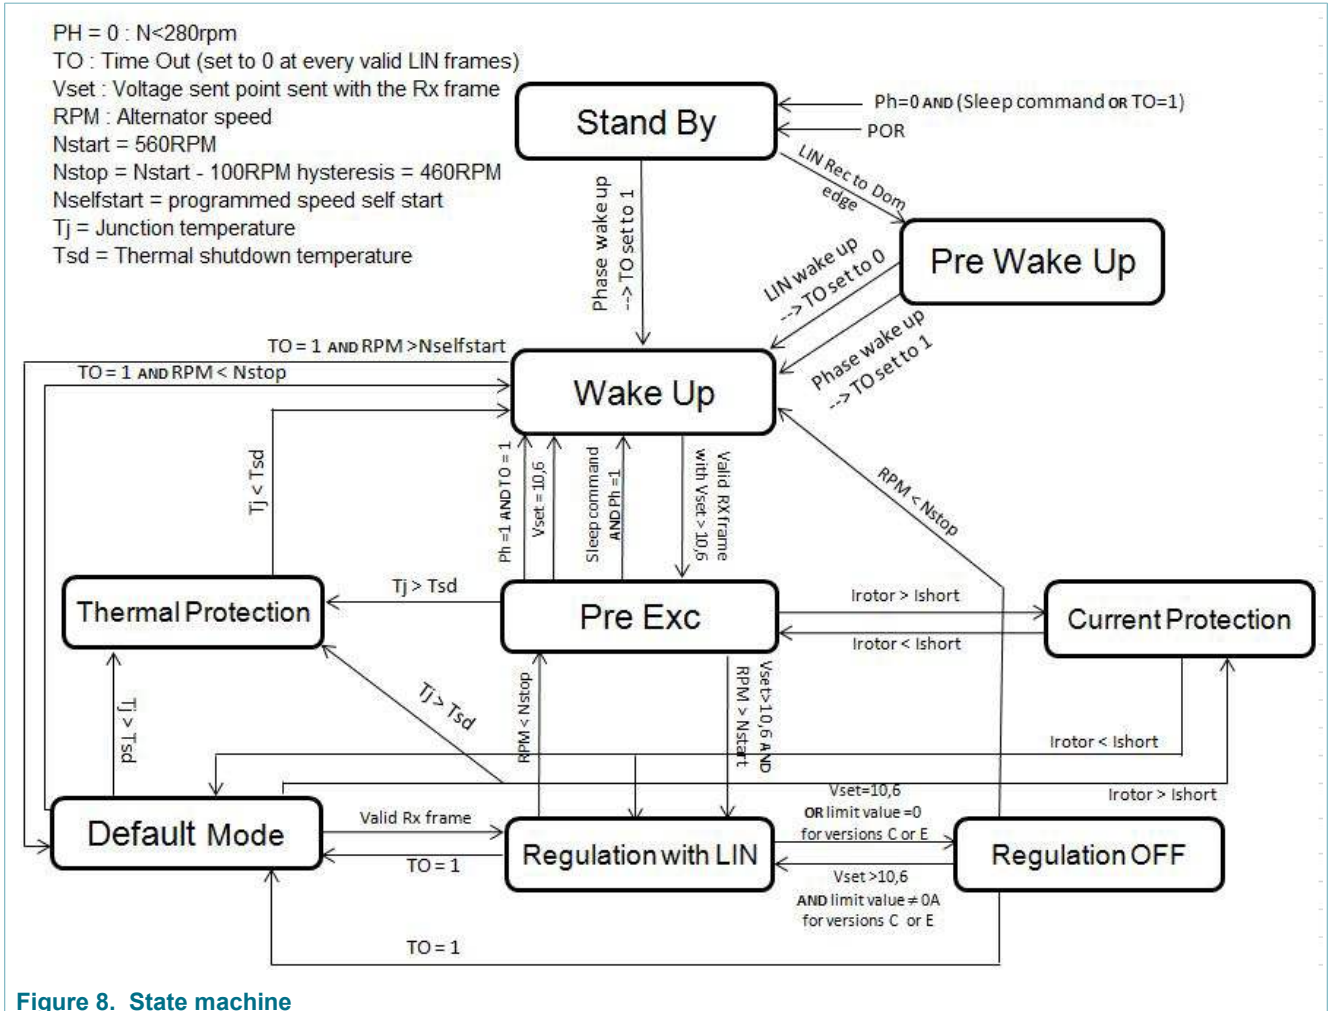 PH = 0 : N<280rpm
TO : Time Out (set to 0 at every valid LIN frames)
Vset : Voltage sent point sent with the Rx frame
RPM : Alternator speed
Nstart = 560RPM
Nstop = Nstart - 100RPM hysteresis = 460RPM
Nselfstart = programmed speed self start
Tj = Junction temperature
Tsd = Thermal shutdown temperature
Stand By
Ph=0 AND (Sleep command OR TO=1)
POR
LIN Rec to Dom
edge
Phase wake up
--> TO set to 1
Pre Wake Up
LIN wake up
--> TO set to 0
Phase wake up
--> TO set to 1
TO = 1 AND RPM >Nselfstart
TO = 1 AND RPM < Nstop
Wake Up
Tj < Tsd
Ph =1 AND TO = 1
Vset = 10,6
Sleep command
AND Ph =1
Valid RX frame
with Vset > 10,6
RPM < Nstop
Thermal Protection
Tj > Tsd
Pre Exc
Irotor > Ishort
Irotor < Ishort
Current Protection
Tj > Tsd
Tj > Tsd
RPM < Nstop
Vset>10,6 AND
RPM > Nstart
Irotor < Ishort
Irotor > Ishort
Default Mode
Valid Rx frame
TO = 1
Regulation with LIN
Vset=10,6
OR limit value =0
for versions C or E
Vset >10,6
AND limit value ≠ 0A
for versions C or E
Regulation OFF
TO = 1
Figure 8. State machine